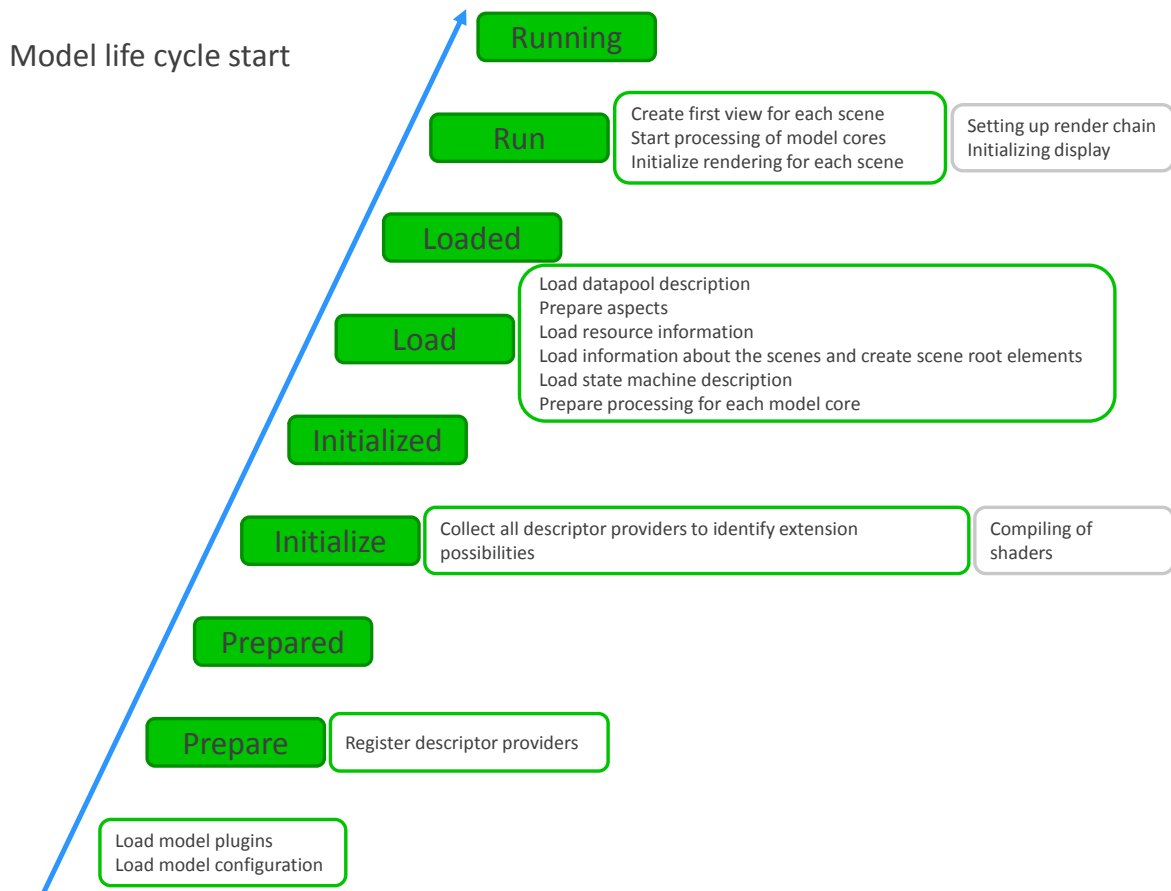 Model life cycle start
Running
Run
Create first view for each scene
Start processing of model cores
Initialize rendering for each scene
Setting up render chain
Initializing display
Loaded
Load
Load datapool description
Prepare aspects
Load resource information
Load information about the scenes and create scene root elements
Load state machine description
Prepare processing for each model core
Initialized
Initialize
Collect all descriptor providers to identify extension
possibilities
Compiling of
shaders
Prepared
Prepare
Register descriptor providers
Load model plugins
Load model configuration